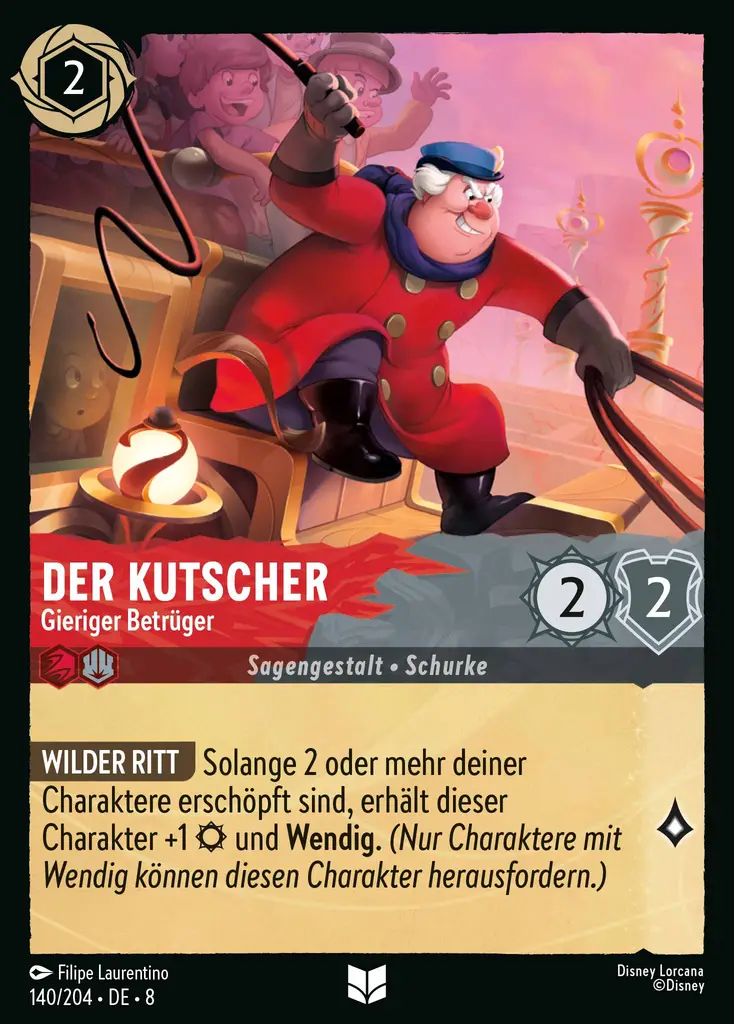 2
DER KUTSCHER
Gieriger Betrüger
2
2
Sagengestalt • Schurke
WILDER RITT Solange 2 oder mehr deiner
Charaktere erschöpft sind, erhält dieser
Charakter +1 und Wendig. (Nur Charaktere mit
Wendig können diesen Charakter herausfordern.)
Filipe Laurentino
140/204 • DE • 8
Disney Lorcana
©Disney